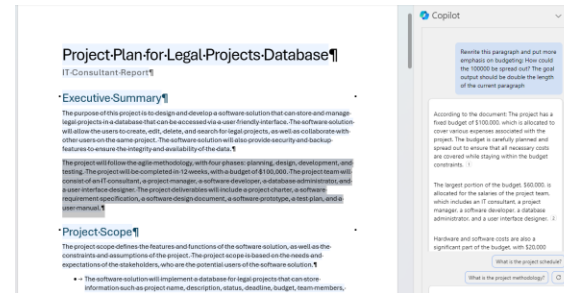 Project·Plan·for·Legal·Projects·Database¶
IT·Consultant·Report¶
Executive·Summary¶
The·purpose·of·this·project·is·to·design·and·develop·a·software·solution·that·can·store·and·manage·
legal·projects·in·a·database·that·can·be·accessed·via·a·user-friendly·interface.·The·software·solution·
will·allow·the·users·to·create,·edit,·delete,·and·search·for·legal·projects,·as·well·as·collaborate·with·
other·users·on·the·same·project.·The·software·solution·will·also·provide·security·and·backup·
features·to·ensure·the·integrity·and·availability·of·the·data.·¶
The·project·will·follow·the·agile·methodology,·with·four·phases:·planning,·design,·development,·and·
testing.·The·project·will·be·completed·in·12·weeks,·with·a·budget·of·$100,000.·The·project·team·will·
consist·of·an·IT·consultant,·a·project·manager,·a·software·developer,·a·database·administrator,·and·
a·user·interface·designer.·The·project·deliverables·will·include·a·project·charter,·a·software·
requirement·specification,·a·software·design·document,·a·software·prototype,·a·test·plan,·and·a·
user·manual.¶
Project·Scope¶
The·project·scope·defines·the·features·and·functions·of·the·software·solution,·as·well·as·the·
constraints·and·assumptions·of·the·project.·The·project·scope·is·based·on·the·needs·and·
expectations·of·the·stakeholders,·who·are·the·potential·users·of·the·software·solution.¶
The·software·solution·will·implement·a·database·for·legal·projects·that·can·store·
information·such·as·project·name,·description,·status,·deadline,·budget,·team·members,·
Copilot
Rewrite this paragraph and put more
emphasis on budgeting: How could
the 100000 be spread out? The goal
output should be double the length
of the current paragraph
According to the document: The project has a
fixed budget of $100,000, which is allocated to
cover various expenses associated with the
project. The budget is carefully planned and
spread out to ensure that all necessary costs
are covered while staying within the budget
constraints. 1
The largest portion of the budget, $60,000, is
allocated for the salaries of the project team,
which includes an IT consultant, a project
manager, a software developer, a database
administrator, and a user interface designer. 2
Hardware and software costs are also a
significant part of the budget, with $20,000
What is the project schedule?
What is the project methodology?